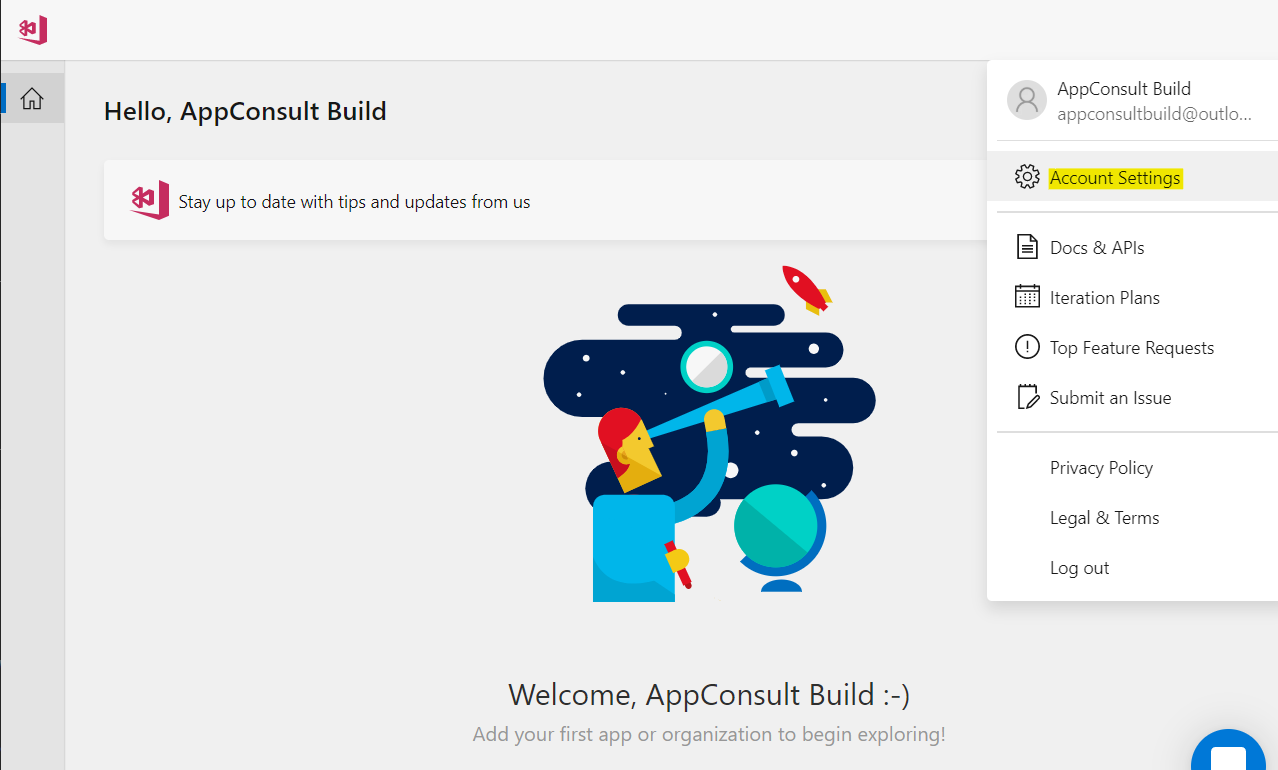 Hello, AppConsult Build
Stay up to date with tips and updates from us
Welcome, AppConsult Build :-)
Add your first app or organization to begin exploring!
AppConsult Build
appconsultbuild@outlo...
Account Settings
Docs & APIs
Iteration Plans
Top Feature Requests
Submit an Issue
Privacy Policy
Legal & Terms
Log out